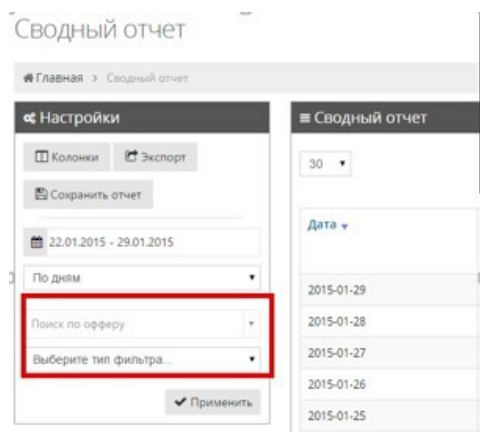 Сводный отчет
Главная > Сводный отчет
Настройки
Колонки Экспорт
Сохранить отчет
22.01.2015 - 29.01.2015
По дням
Поиск по офферу
Выберите тип фильтра...
Применить
Сводный отчет
30
Дата
2015-01-29
2015-01-28
2015-01-27
2015-01-26
2015-01-25